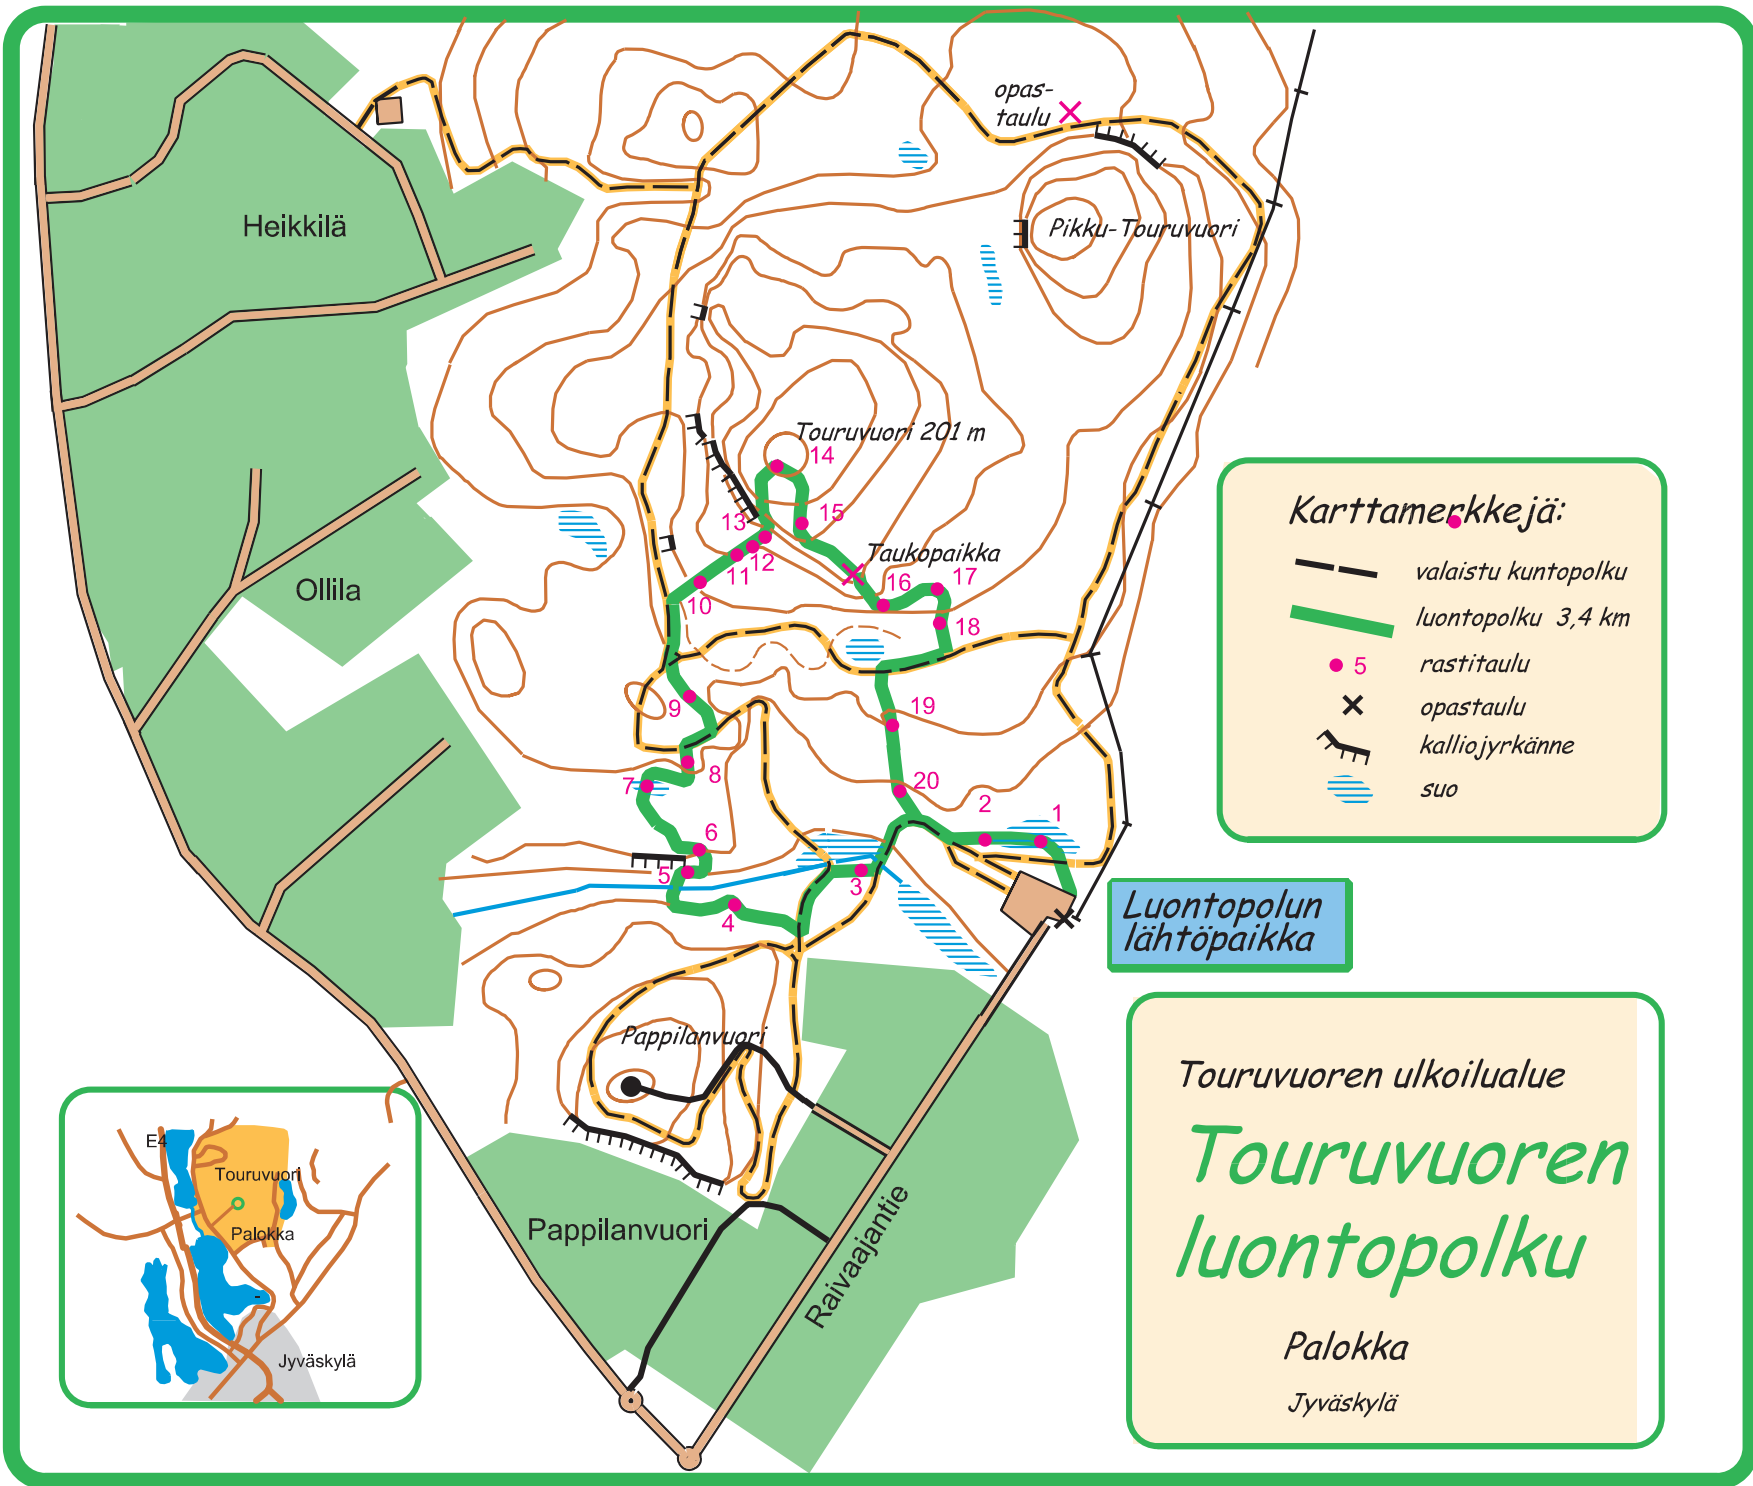 opas-
taulu
Heikkilä
Pikku-Touruvuori
Touruvuori 201 m
14
13
15
Taukopaikka
11
12
10
16
17
18
Ollila
9
19
7
8
20
2
1
6
5
3
4
Karttamerkkejä:
valaistu kuntopolku
luontopolku 3,4 km
5
rastitaulu
opastaulu
kalliojyrkänne
suo
Luontopolun
lähtöpaikka
Pappilanvuori
Pappilanvuori
Raivaajantie
Touruvuoren ulkoilualue
Touruvuoren
luontopolku
Palokka
Jyväskylä
E4
Touruvuori
Palokka
Jyväskylä